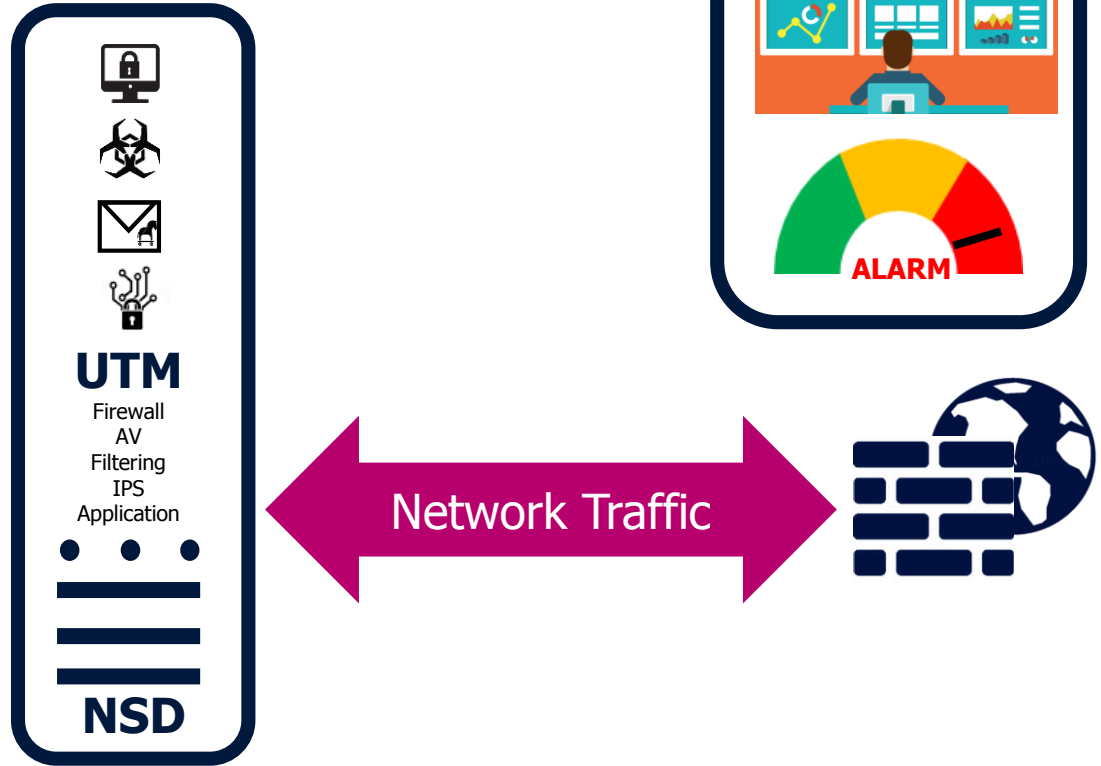 ALARM
UTM
Firewall
AV
Filtering
IPS
Application
Network Traffic
NSD